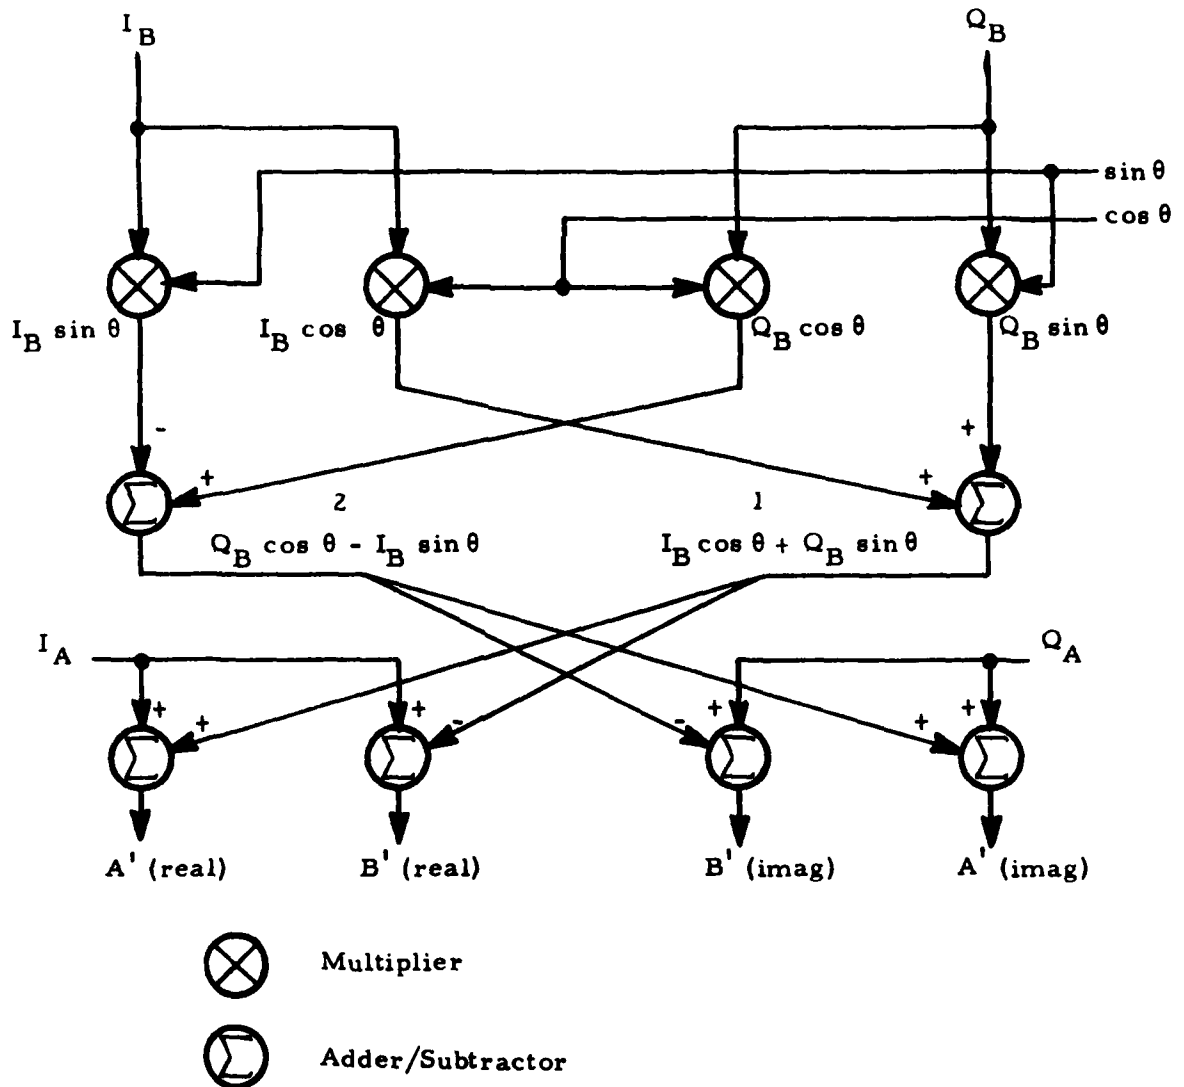 I_B Q_B
sin θ
cos θ
I_B sin θ I_B cos θ Q_B cos θ Q_B sin θ
- +
+ 2 1 +
Q_B cos θ - I_B sin θ I_B cos θ + Q_B sin θ
I_A Q_A
+ + + - - + + +
A' (real) B' (real) B' (imag) A' (imag)
Multiplier
Adder/Subtractor